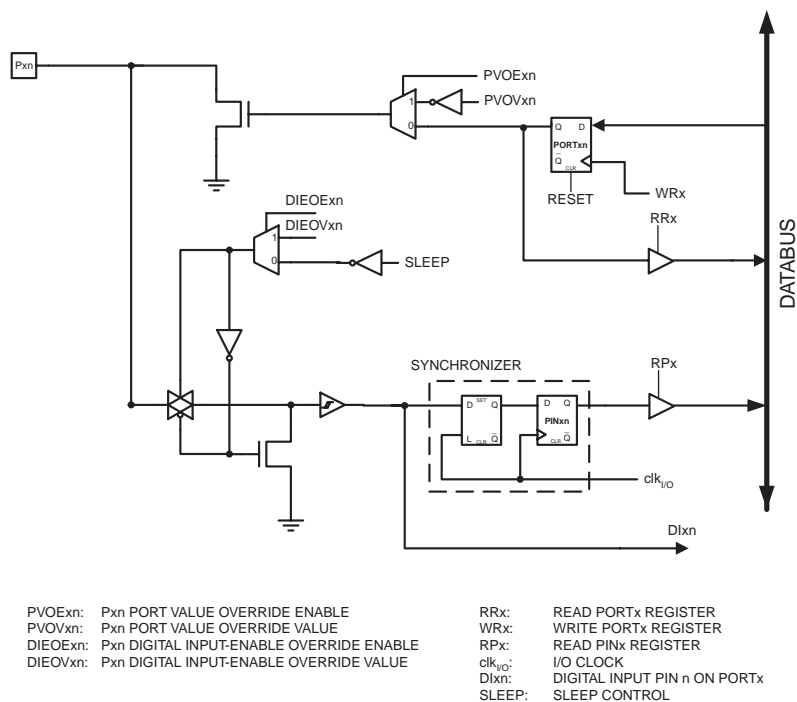 Pxn
PVOExn
PVOVxn
1
0
Q D
PORTxn
Q
CLR
RESET
WRx
RRx
DATABUS
DIEOExn
DIEOVxn
1
0
SLEEP
SYNCHRONIZER
RPx
D SET Q
L CLR Q
D Q
PINxn
CLR Q
clkI/O
DIxn
PVOExn: Pxn PORT VALUE OVERRIDE ENABLE
PVOVxn: Pxn PORT VALUE OVERRIDE VALUE
DIEOExn: Pxn DIGITAL INPUT-ENABLE OVERRIDE ENABLE
DIEOVxn: Pxn DIGITAL INPUT-ENABLE OVERRIDE VALUE
RRx: READ PORTx REGISTER
WRx: WRITE PORTx REGISTER
RPx: READ PINx REGISTER
clkI/O: I/O CLOCK
DIxn: DIGITAL INPUT PIN n ON PORTx
SLEEP: SLEEP CONTROL